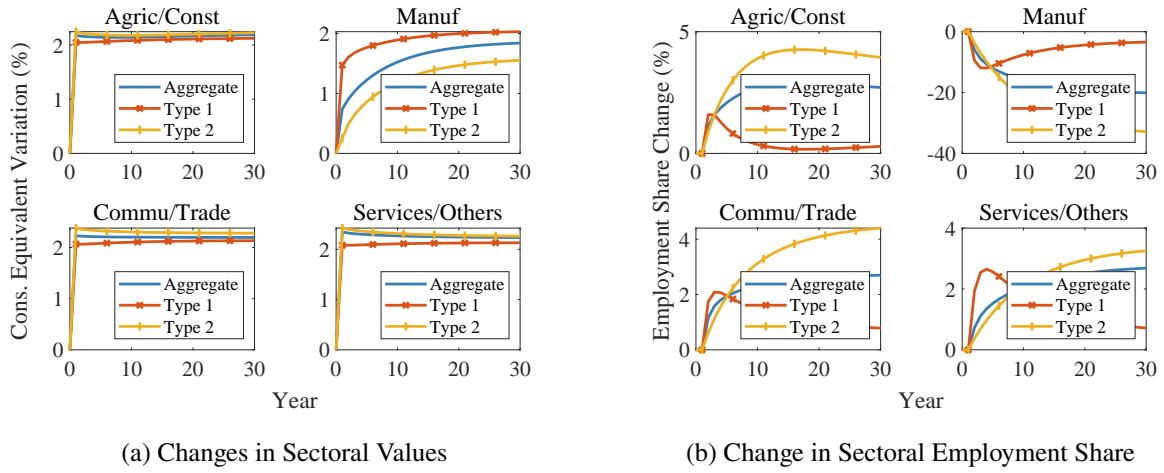 Agric/Const
Manuf
Cons. Equivalent Variation (%)
2
1
0
0 10 20 30
Aggregate
Type 1
Type 2
2
1
0
0 10 20 30
Aggregate
Type 1
Type 2
Commu/Trade
Services/Others
2
1
0
0 10 20 30
Aggregate
Type 1
Type 2
2
1
0
0 10 20 30
Aggregate
Type 1
Type 2
Year
(a) Changes in Sectoral Values
Agric/Const
Manuf
Employment Share Change (%)
5
0
0 10 20 30
Aggregate
Type 1
Type 2
0
-20
-40
0 10 20 30
Aggregate
Type 1
Type 2
Commu/Trade
Services/Others
4
2
0
0 10 20 30
Aggregate
Type 1
Type 2
4
2
0
0 10 20 30
Aggregate
Type 1
Type 2
Year
(b) Change in Sectoral Employment Share